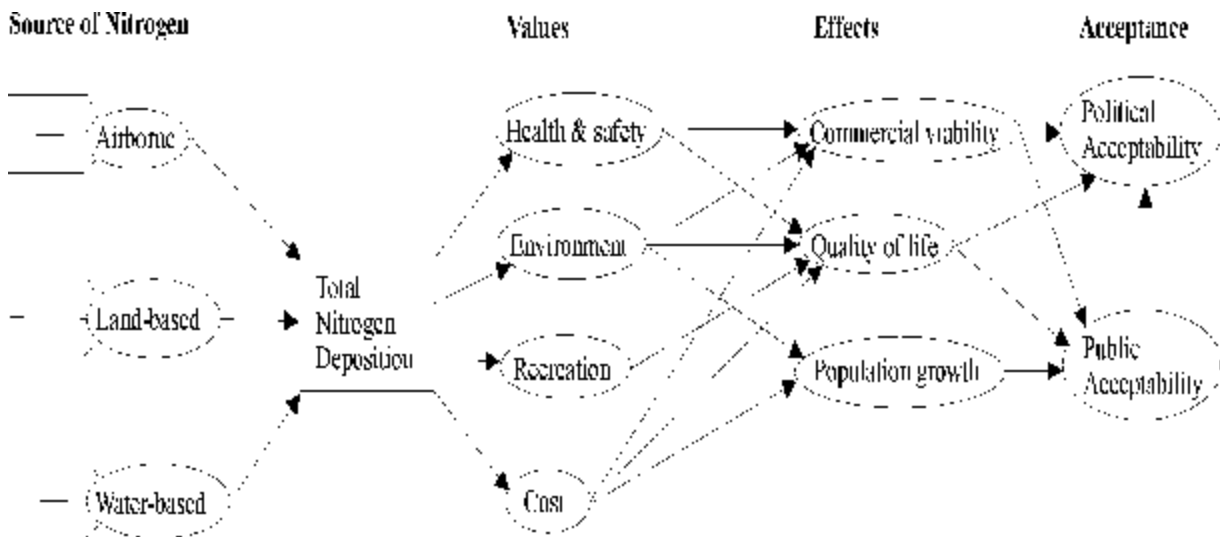 Source of Nitrogen
Values
Effects
Acceptance
Airborne
Health & safety
Commercial viability
Political
Acceptability
Environment
Quality of life
Total
Nitrogen
Deposition
Land-based
Recreation
Population growth
Public
Acceptability
Water-based
Cost